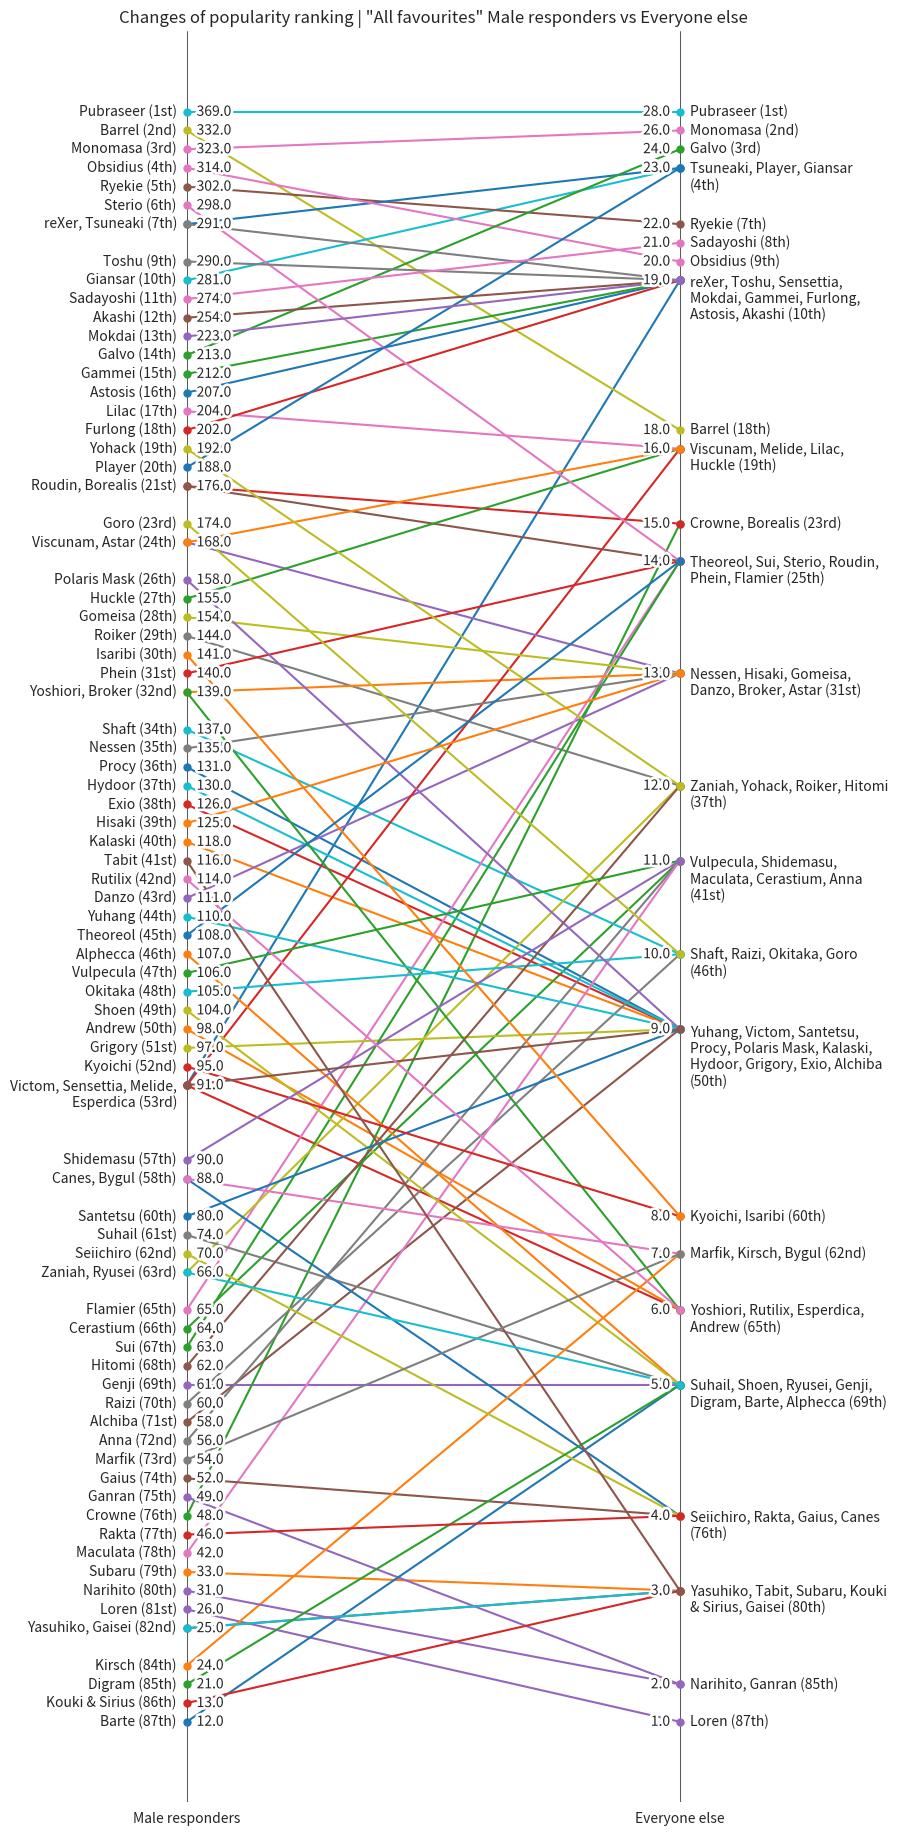 Changes of popularity ranking | "All favourites" Male responders vs Everyone else
Pubraseer (1st) 369.0
Barrel (2nd) 332.0
Monomasa (3rd) 323.0
Obsidius (4th) 314.0
Ryekie (5th) 302.0
Sterio (6th) 298.0
reXer, Tsuneaki (7th) 291.0
Toshu (9th) 290.0
Giansar (10th) 281.0
Sadayoshi (11th) 274.0
Akashi (12th) 254.0
Mokdai (13th) 223.0
Galvo (14th) 213.0
Gammei (15th) 212.0
Astosis (16th) 207.0
Lilac (17th) 204.0
Furlong (18th) 202.0
Yohack (19th) 192.0
Player (20th) 188.0
Roudin, Borealis (21st) 176.0
Goro (23rd) 174.0
Viscunam, Astar (24th) 168.0
Polaris Mask (26th) 158.0
Huckle (27th) 155.0
Gomeisa (28th) 154.0
Roiker (29th) 144.0
Isaribi (30th) 141.0
Phein (31st) 140.0
Yoshiori, Broker (32nd) 139.0
Shaft (34th) 137.0
Nessen (35th) 135.0
Procy (36th) 131.0
Hydoor (37th) 130.0
Exio (38th) 126.0
Hisaki (39th) 125.0
Kalaski (40th) 118.0
Tabit (41st) 116.0
Rutilix (42nd) 114.0
Danzo (43rd) 111.0
Yuhang (44th) 110.0
Theoreol (45th) 108.0
Alphecca (46th) 107.0
Vulpecula (47th) 106.0
Okitaka (48th) 105.0
Shoen (49th) 104.0
Andrew (50th) 98.0
Grigory (51st) 97.0
Kyoichi (52nd) 95.0
Victom, Sensettia, Melide, 91.0
Esperdica (53rd)
Shidemasu (57th) 90.0
Canes, Bygul (58th) 88.0
Santetsu (60th) 80.0
Suhail (61st) 74.0
Seiichiro (62nd) 70.0
Zaniah, Ryusei (63rd) 66.0
Flamier (65th) 65.0
Cerastium (66th) 64.0
Sui (67th) 63.0
Hitomi (68th) 62.0
Genji (69th) 61.0
Raizi (70th) 60.0
Alchiba (71st) 58.0
Anna (72nd) 56.0
Marfik (73rd) 54.0
Gaius (74th) 52.0
Ganran (75th) 49.0
Crowne (76th) 48.0
Rakta (77th) 46.0
Maculata (78th) 42.0
Subaru (79th) 33.0
Narihito (80th) 31.0
Loren (81st) 26.0
Yasuhiko, Gaisei (82nd) 25.0
Kirsch (84th) 24.0
Digram (85th) 21.0
Kouki & Sirius (86th) 13.0
Barte (87th) 12.0
Male responders
28.0 Pubraseer (1st)
26.0 Monomasa (2nd)
24.0 Galvo (3rd)
23.0 Tsuneaki, Player, Giansar
(4th)
22.0 Ryekie (7th)
21.0 Sadayoshi (8th)
20.0 Obsidius (9th)
19.0 reXer, Toshu, Sensettia,
Mokdai, Gammei, Furlong,
Astosis, Akashi (10th)
18.0 Barrel (18th)
16.0 Viscunam, Melide, Lilac,
Huckle (19th)
15.0 Crowne, Borealis (23rd)
14.0 Theoreol, Sui, Sterio, Roudin,
Phein, Flamier (25th)
13.0 Nessen, Hisaki, Gomeisa,
Danzo, Broker, Astar (31st)
12.0 Zaniah, Yohack, Roiker, Hitomi
(37th)
11.0 Vulpecula, Shidemasu,
Maculata, Cerastium, Anna
(41st)
10.0 Shaft, Raizi, Okitaka, Goro
(46th)
9.0 Yuhang, Victom, Santetsu,
Procy, Polaris Mask, Kalaski,
Hydoor, Grigory, Exio, Alchiba
(50th)
8.0 Kyoichi, Isaribi (60th)
7.0 Marfik, Kirsch, Bygul (62nd)
6.0 Yoshiori, Rutilix, Esperdica,
Andrew (65th)
5.0 Suhail, Shoen, Ryusei, Genji,
Digram, Barte, Alphecca (69th)
4.0 Seiichiro, Rakta, Gaius, Canes
(76th)
3.0 Yasuhiko, Tabit, Subaru, Kouki
& Sirius, Gaisei (80th)
2.0 Narihito, Ganran (85th)
1.0 Loren (87th)
Everyone else